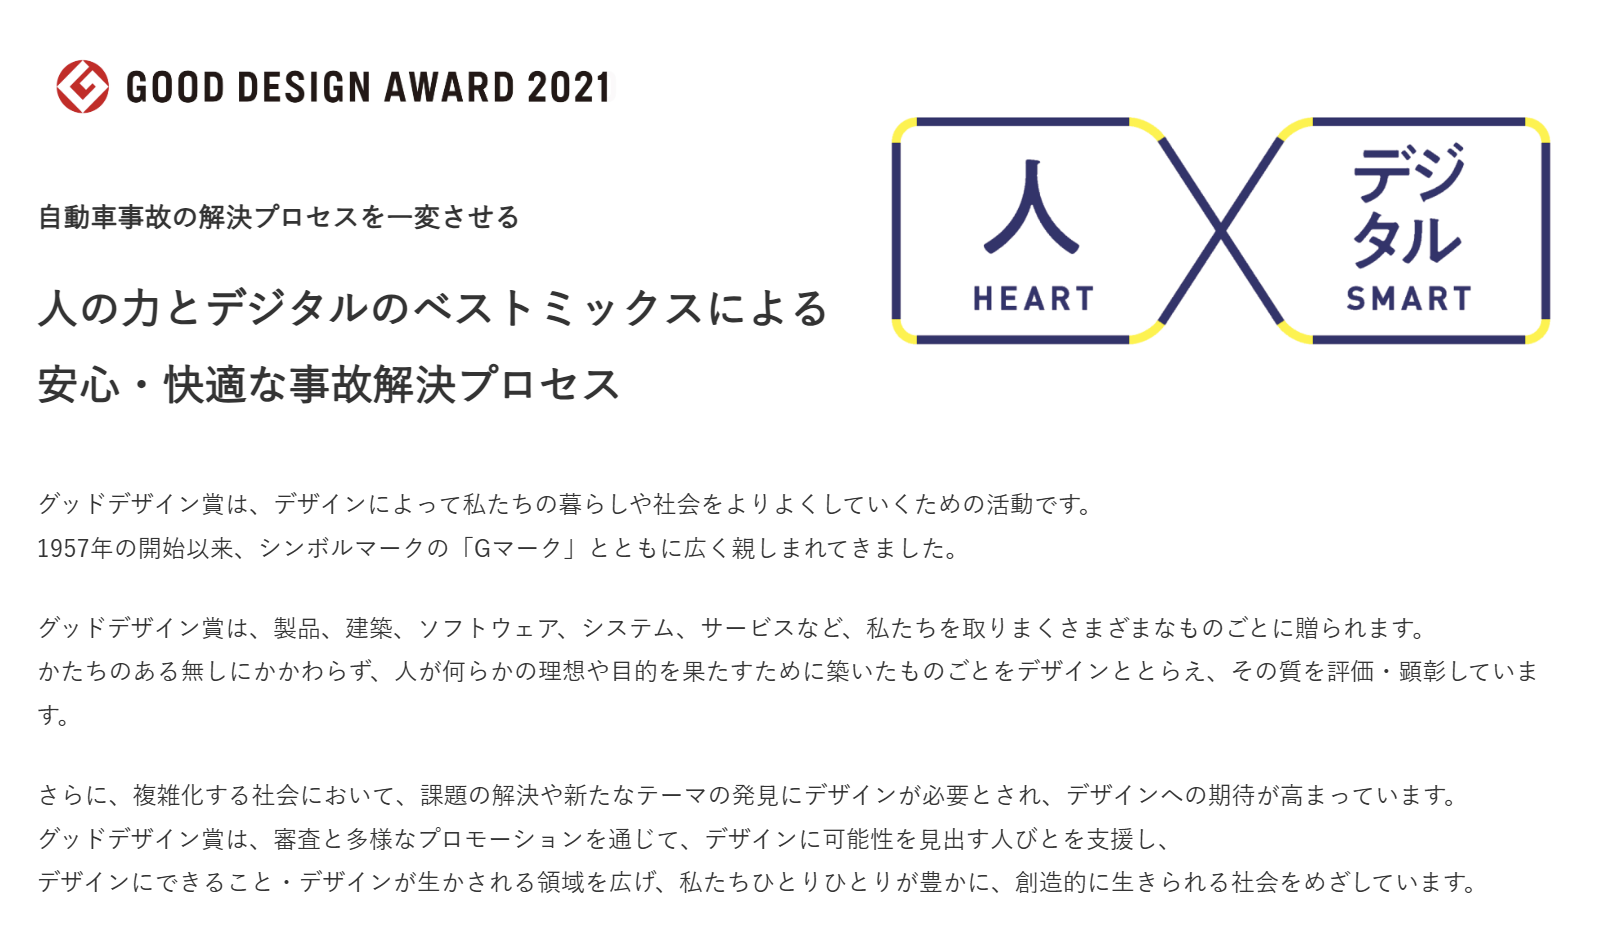 GOOD DESIGN AWARD 2021
自動車事故の解決プロセスを一変させる
人の力とデジタルのベストミックスによる
安心・快適な事故解決プロセス
人
HEART
デジ
タル
SMART
グッドデザイン賞は、デザインによって私たちの暮らしや社会をよりよくしていくための活動です。
1957年の開始以来、シンボルマークの「Gマーク」とともに広く親しまれてきました。
グッドデザイン賞は、製品、建築、ソフトウェア、システム、サービスなど、私たちを取りまくさまざまなものごとに贈られます。
かたちのある無しにかかわらず、人が何らかの理想や目的を果たすために築いたものごとをデザインととらえ、その質を評価・顕彰していま
す。
さらに、複雑化する社会において、課題の解決や新たなテーマの発見にデザインが必要とされ、デザインへの期待が高まっています。
グッドデザイン賞は、審査と多様なプロモーションを通じて、デザインに可能性を見出す人びとを支援し、
デザインにできること・デザインが生かされる領域を広げ、私たちひとりひとりが豊かに、創造的に生きられる社会をめざしています。